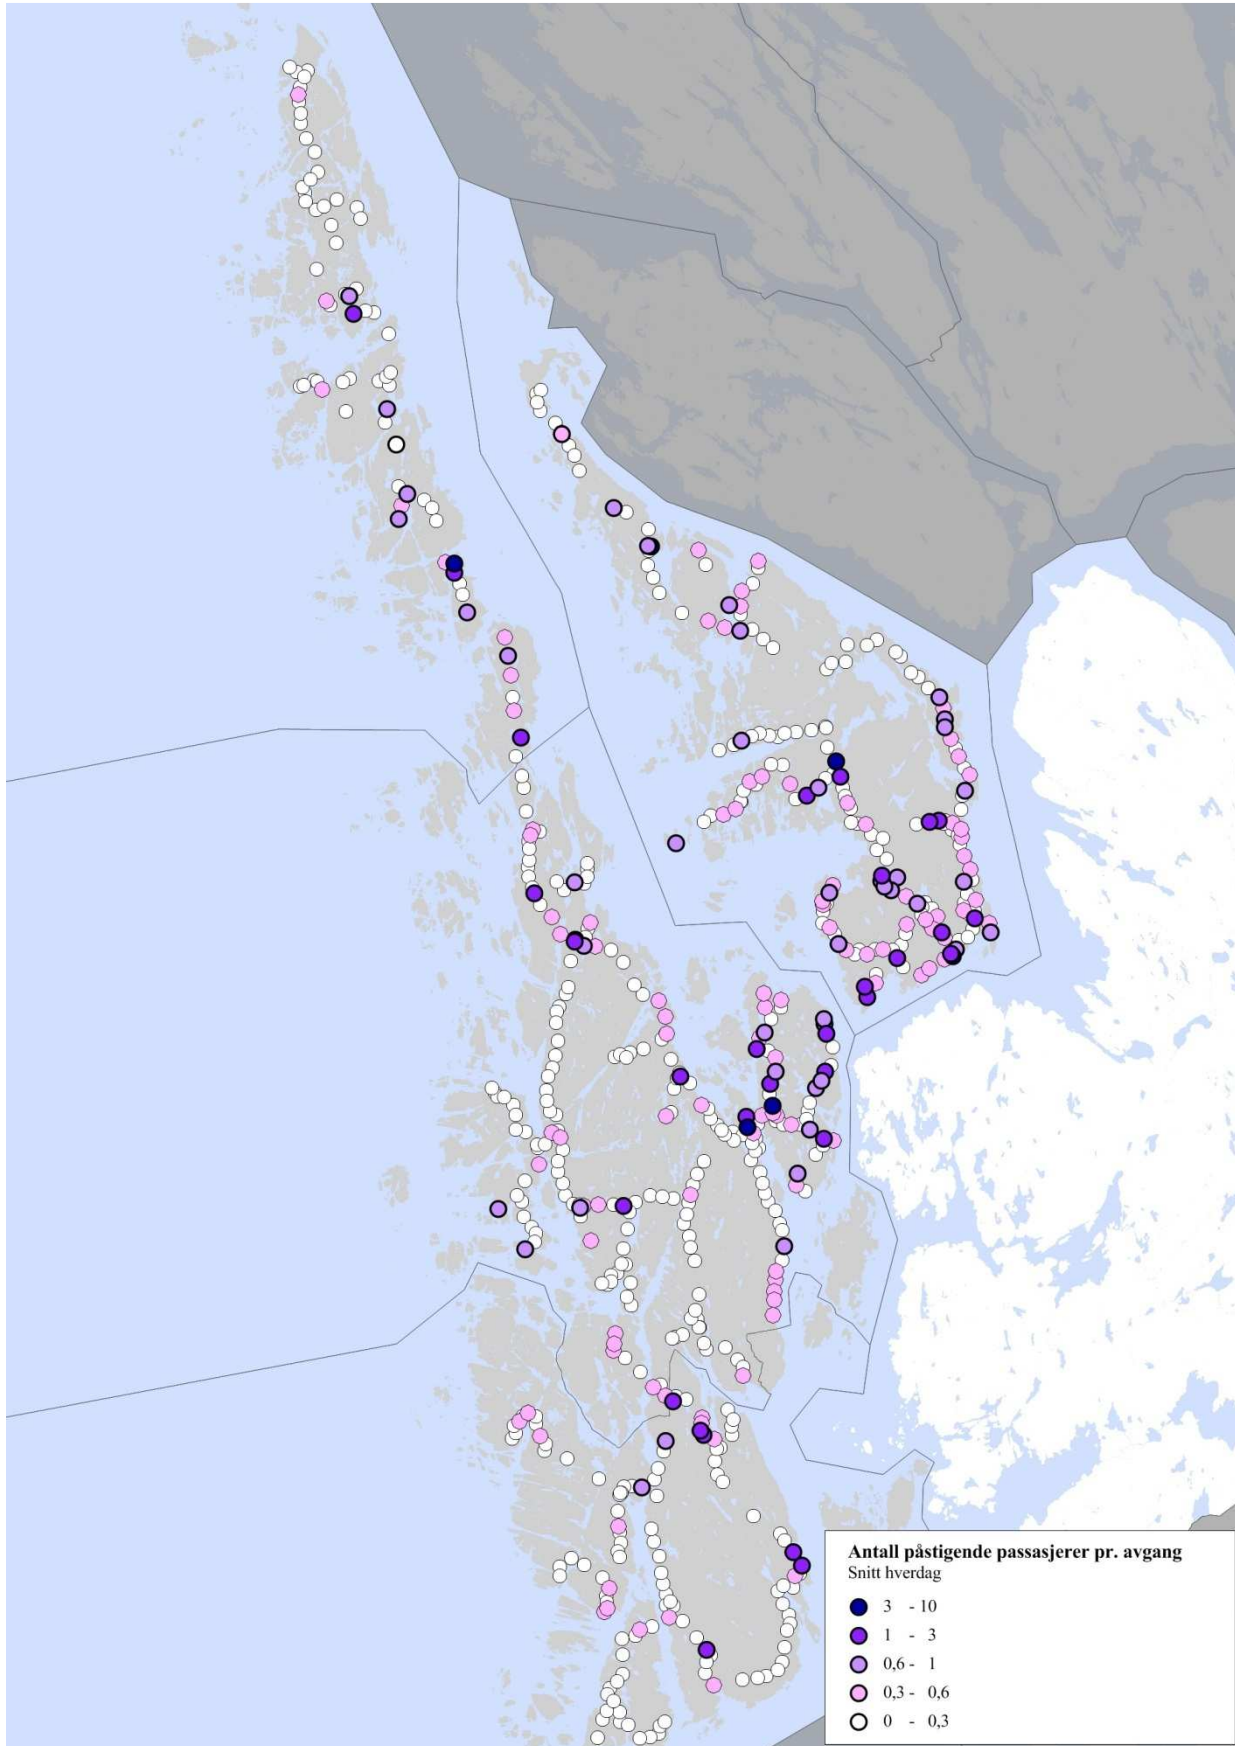 Antall påstigende passasjerer pr. avgang
Snitt hverdag
3 - 10
1 - 3
0,6 - 1
0,3 - 0,6
0 - 0,3